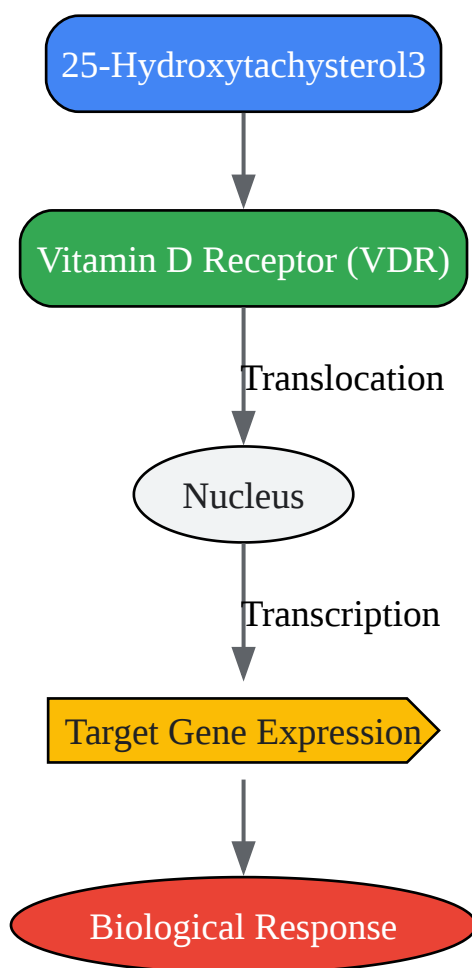 25-Hydroxytachysterol3
Vitamin D Receptor (VDR)
Translocation
Nucleus
Transcription
Target Gene Expression
Biological Response